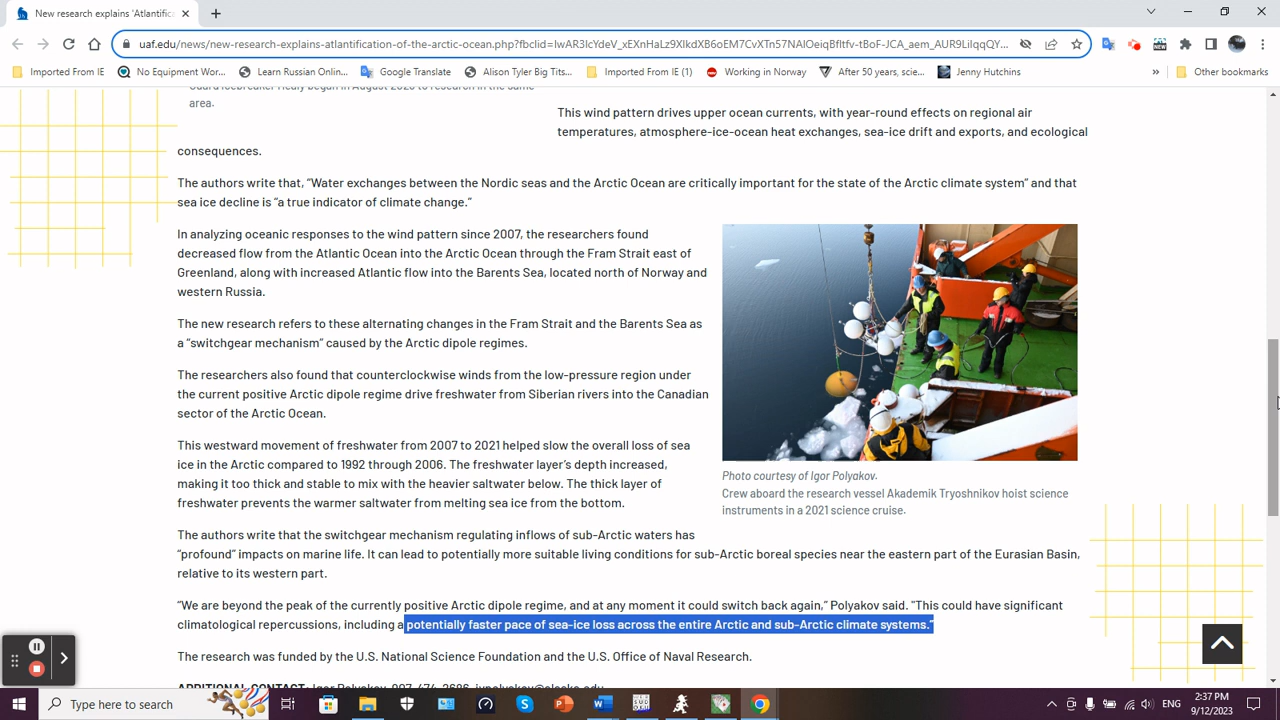 New research explains 'Atlantific
uaf.edu/news/new-research-explains-atlantification-of-the-arctic-ocean.php?fbclid=IwAR3IcYdeV_xEXnHaLz9XIkdXB6oEM7CvXTn57NAIOeiqBfItfv-tBoF-JCA_aem_AUR9LiIqqQY...
Imported From IE
No Equipment Wor...
Learn Russian Onlin...
Google Translate
Alison Tyler Big Tits...
Imported From IE (1)
Working in Norway
After 50 years, scie...
Jenny Hutchins
»
Other bookmarks
area.
This wind pattern drives upper ocean currents, with year-round effects on regional air
temperatures, atmosphere-ice-ocean heat exchanges, sea-ice drift and exports, and ecological
consequences.
The authors write that, “Water exchanges between the Nordic seas and the Arctic Ocean are critically important for the state of the Arctic climate system” and that
sea ice decline is “a true indicator of climate change.”
In analyzing oceanic responses to the wind pattern since 2007, the researchers found
decreased flow from the Atlantic Ocean into the Arctic Ocean through the Fram Strait east of
Greenland, along with increased Atlantic flow into the Barents Sea, located north of Norway and
western Russia.
The new research refers to these alternating changes in the Fram Strait and the Barents Sea as
a “switchgear mechanism” caused by the Arctic dipole regimes.
The researchers also found that counterclockwise winds from the low-pressure region under
the current positive Arctic dipole regime drive freshwater from Siberian rivers into the Canadian
sector of the Arctic Ocean.
This westward movement of freshwater from 2007 to 2021 helped slow the overall loss of sea
ice in the Arctic compared to 1992 through 2006. The freshwater layer’s depth increased,
making it too thick and stable to mix with the heavier saltwater below. The thick layer of
freshwater prevents the warmer saltwater from melting sea ice from the bottom.
Photo courtesy of Igor Polyakov.
Crew aboard the research vessel Akademik Tryoshnikov hoist science
instruments in a 2021 science cruise.
The authors write that the switchgear mechanism regulating inflows of sub-Arctic waters has
“profound” impacts on marine life. It can lead to potentially more suitable living conditions for sub-Arctic boreal species near the eastern part of the Eurasian Basin,
relative to its western part.
“We are beyond the peak of the currently positive Arctic dipole regime, and at any moment it could switch back again,” Polyakov said. "This could have significant
climatological repercussions, including a potentially faster pace of sea-ice loss across the entire Arctic and sub-Arctic climate systems.”
The research was funded by the U.S. National Science Foundation and the U.S. Office of Naval Research.
ADDITIONAL CONTACT: Igor Polyakov, 907-474-2686, ivpolyakov@alaska.edu
Type here to search
ENG
2:37 PM
9/12/2023